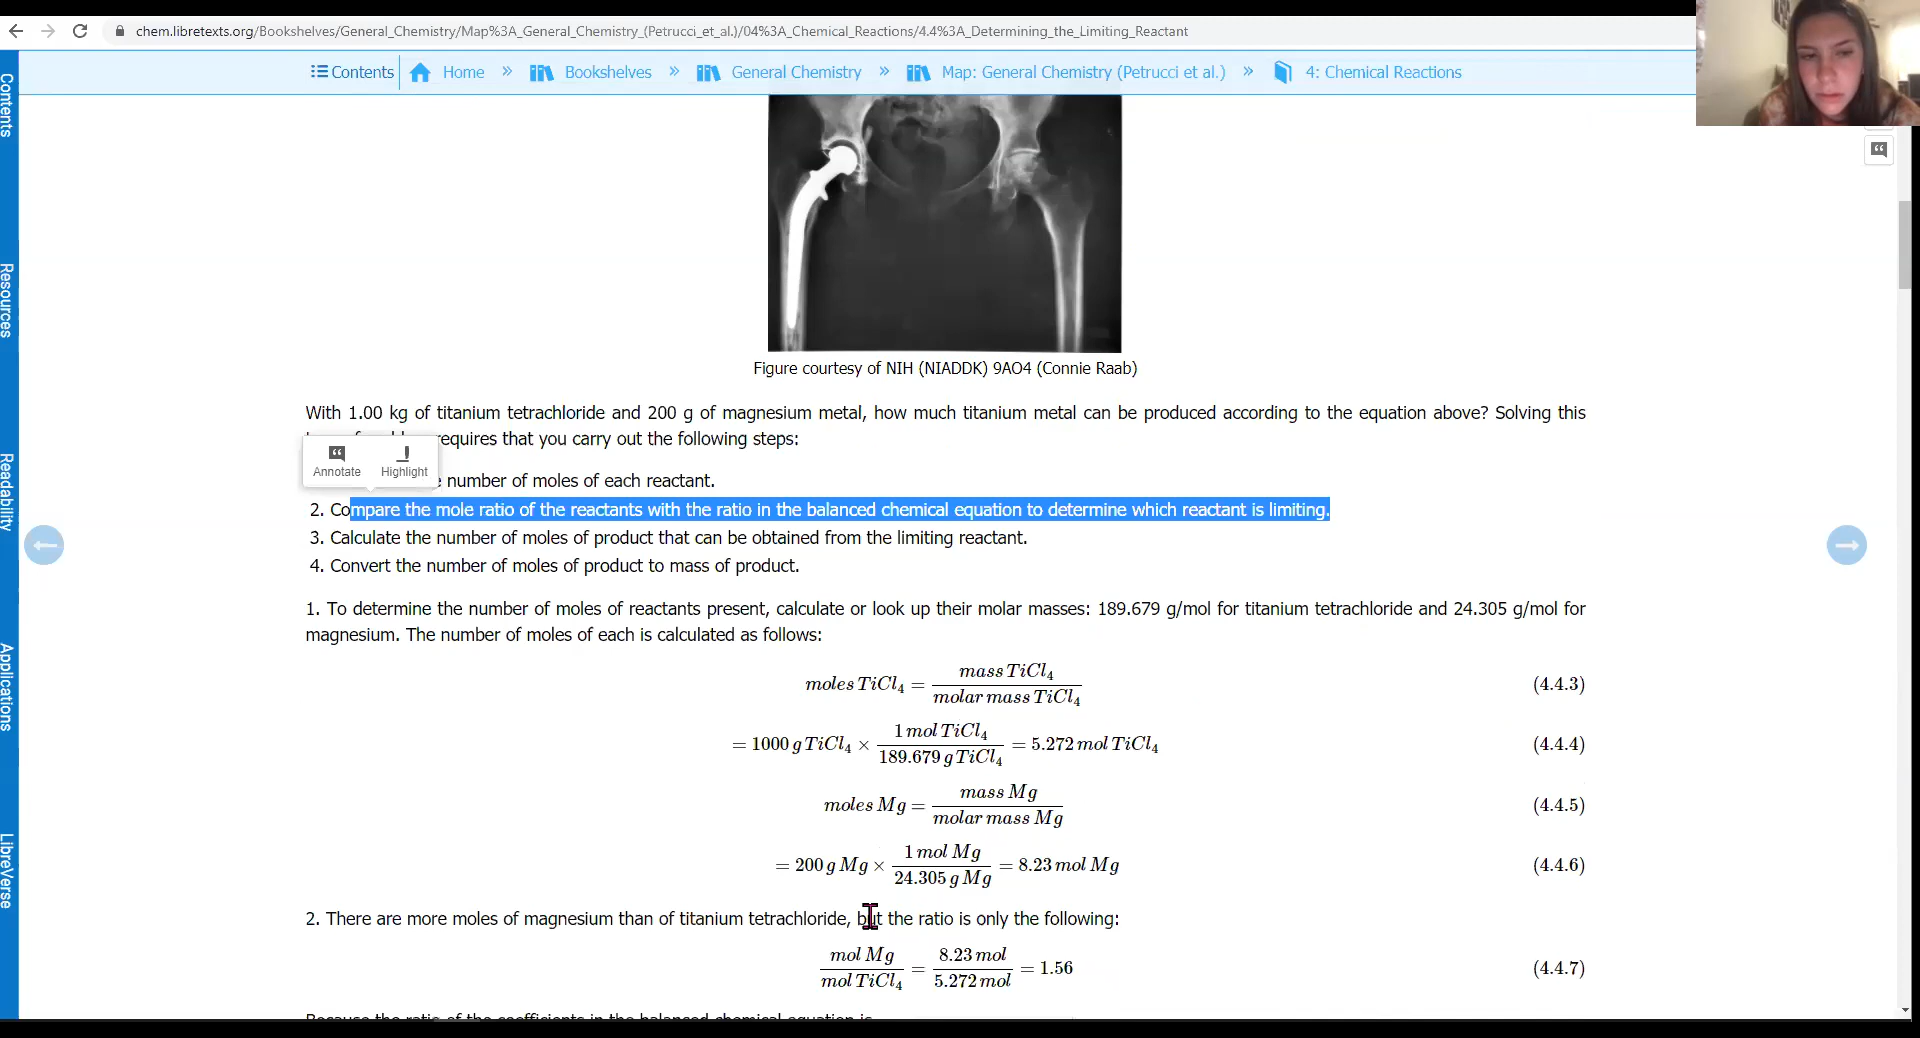 chem.libretexts.org/Bookshelves/General_Chemistry/Map%3A_General_Chemistry_(Petrucci_et_al.)/04%3A_Chemical_Reactions/4.4%3A_Determining_the_Limiting_Reactant
Contents Home » Bookshelves » General Chemistry » Map: General Chemistry (Petrucci et al.) » 4: Chemical Reactions
Contents
Resources
Readability
Applications
LibreVerse
Figure courtesy of NIH (NIADDK) 9AO4 (Connie Raab)
With 1.00 kg of titanium tetrachloride and 200 g of magnesium metal, how much titanium metal can be produced according to the equation above? Solving this
requires that you carry out the following steps:
Annotate Highlight
number of moles of each reactant.
2. Compare the mole ratio of the reactants with the ratio in the balanced chemical equation to determine which reactant is limiting.
3. Calculate the number of moles of product that can be obtained from the limiting reactant.
4. Convert the number of moles of product to mass of product.
1. To determine the number of moles of reactants present, calculate or look up their molar masses: 189.679 g/mol for titanium tetrachloride and 24.305 g/mol for
magnesium. The number of moles of each is calculated as follows:
moles TiCl₄ = mass TiCl₄ / molar mass TiCl₄ (4.4.3)
= 1000 g TiCl₄ × 1 mol TiCl₄ / 189.679 g TiCl₄ = 5.272 mol TiCl₄ (4.4.4)
moles Mg = mass Mg / molar mass Mg (4.4.5)
= 200 g Mg × 1 mol Mg / 24.305 g Mg = 8.23 mol Mg (4.4.6)
2. There are more moles of magnesium than of titanium tetrachloride, but the ratio is only the following:
mol Mg / mol TiCl₄ = 8.23 mol / 5.272 mol = 1.56 (4.4.7)
Because the ratio of the coefficients in the balanced chemical equation is